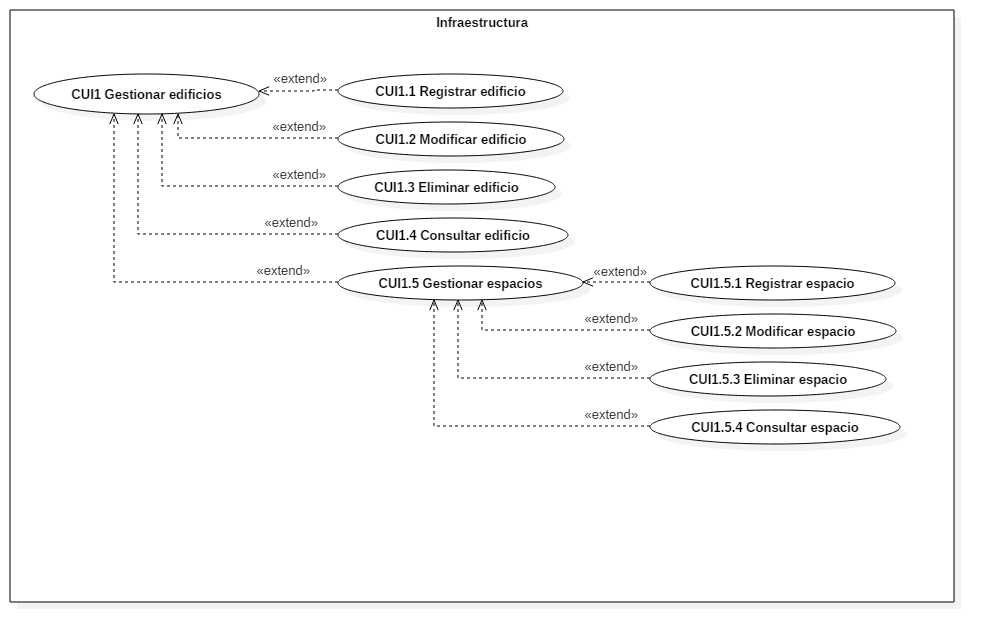 Infraestructura
CUI1 Gestionar edificios
«extend»
CUI1.1 Registrar edificio
«extend»
CUI1.2 Modificar edificio
«extend»
CUI1.3 Eliminar edificio
«extend»
CUI1.4 Consultar edificio
«extend»
CUI1.5 Gestionar espacios
«extend»
CUI1.5.1 Registrar espacio
«extend»
CUI1.5.2 Modificar espacio
«extend»
CUI1.5.3 Eliminar espacio
«extend»
CUI1.5.4 Consultar espacio